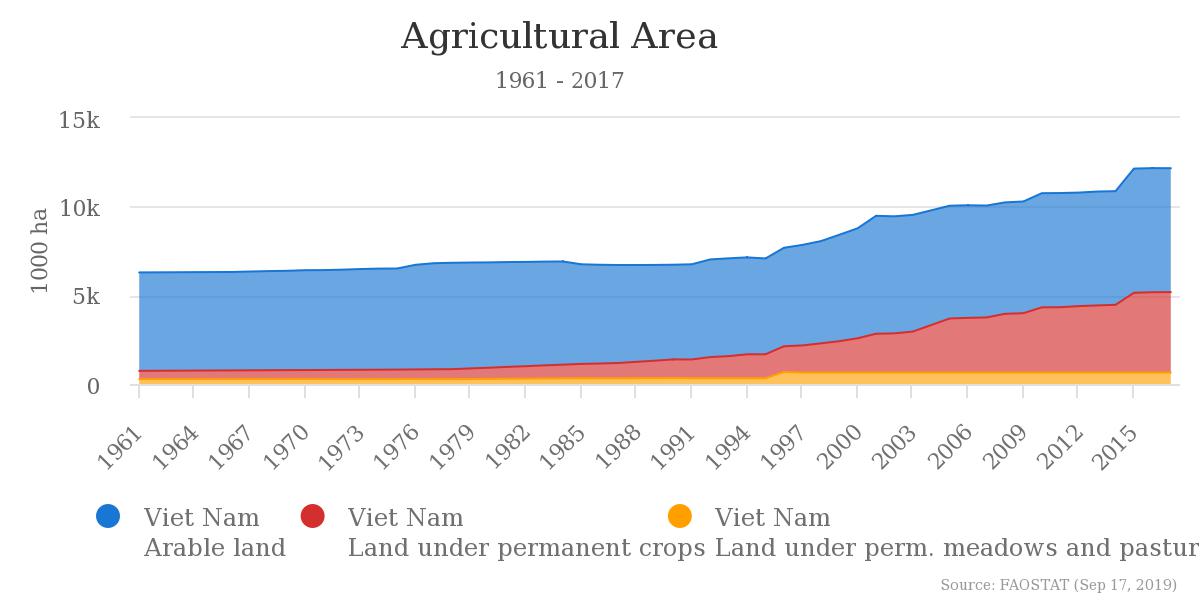 Agricultural Area
1961 - 2017
1000 ha
15k
10k
5k
0
1961 1964 1967 1970 1973 1976 1979 1982 1985 1988 1991 1994 1997 2000 2003 2006 2009 2012 2015
Viet Nam Viet Nam Viet Nam
Arable land Land under permanent crops Land under perm. meadows and pastur
Source: FAOSTAT (Sep 17, 2019)